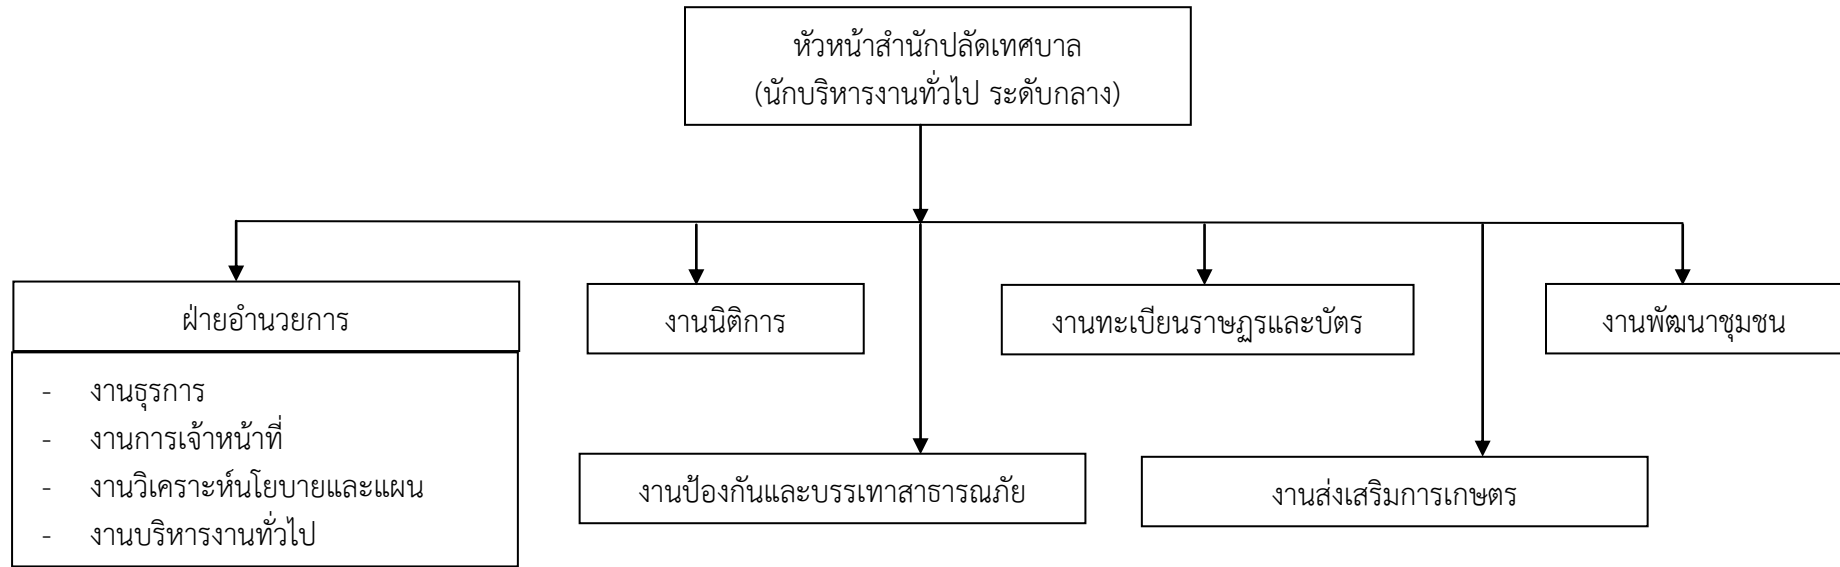 หัวหน้าสำนักปลัดเทศบาล
(นักบริหารงานทั่วไป ระดับกลาง)
ฝ่ายอำนวยการ
- งานธุรการ
- งานการเจ้าหน้าที่
- งานวิเคราะห์นโยบายและแผน
- งานบริหารงานทั่วไป
งานนิติการ
งานทะเบียนราษฎรและบัตร
งานพัฒนาชุมชน
งานป้องกันและบรรเทาสาธารณภัย
งานส่งเสริมการเกษตร